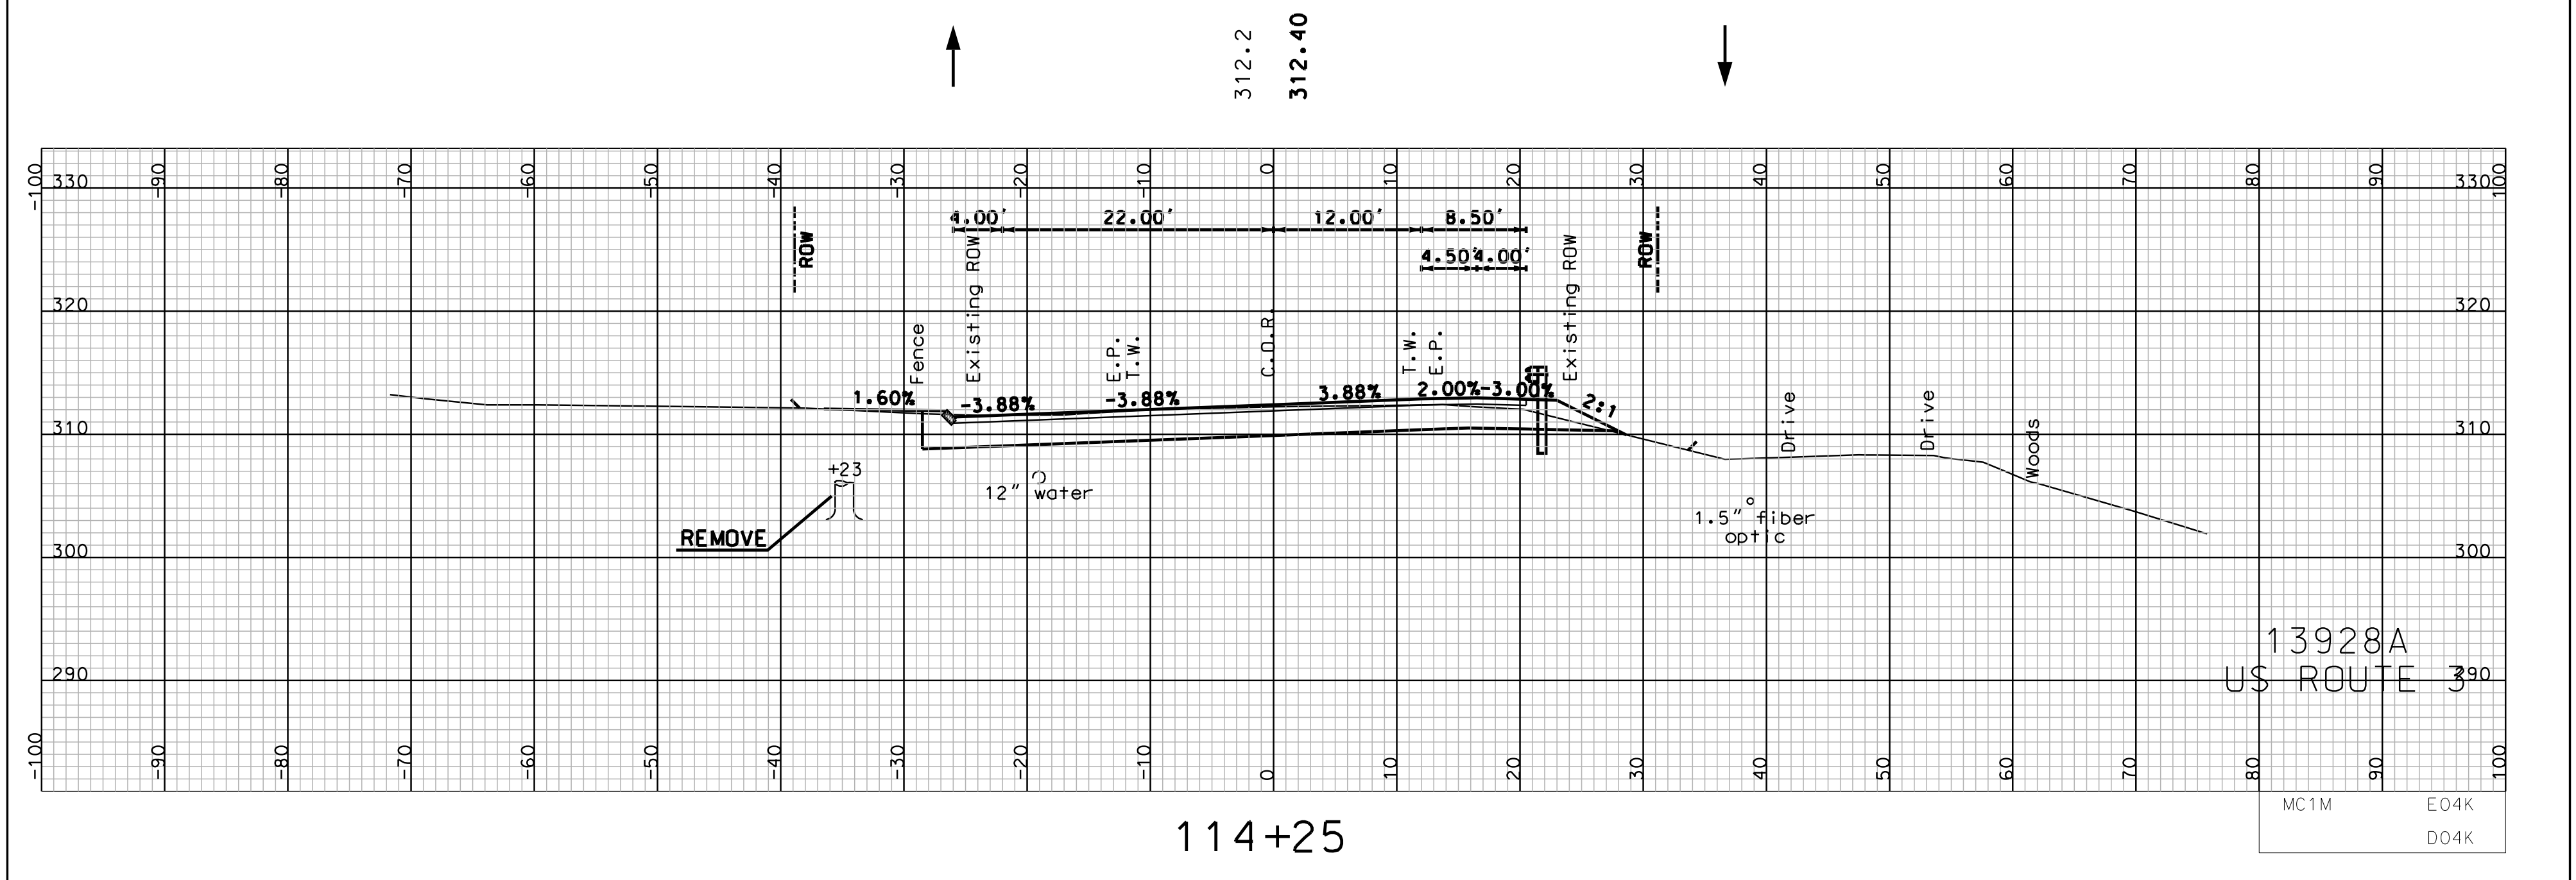 312.2
312.40
-100 -90 -80 -70 -60 -50 -40 -30 -20 -10 0 10 20 30 40 50 60 70 80 90 100
330 330
4.00' 22.00' 12.00' 8.50'
ROW ROW
4.50' 4.00'
Existing ROW Existing ROW
320 320
Fence E.P. T.W. C.O.R. T.W. E.P.
1.60% -3.88% -3.88% 3.88% 2.00% -3.00% 2:1
Drive Drive Woods
310 310
+23
12" water
1.5" fiber
optic
REMOVE
300 300
13928A
US ROUTE 3
290 290
-100 -90 -80 -70 -60 -50 -40 -30 -20 -10 0 10 20 30 40 50 60 70 80 90 100
MC1M E04K
D04K
114+25